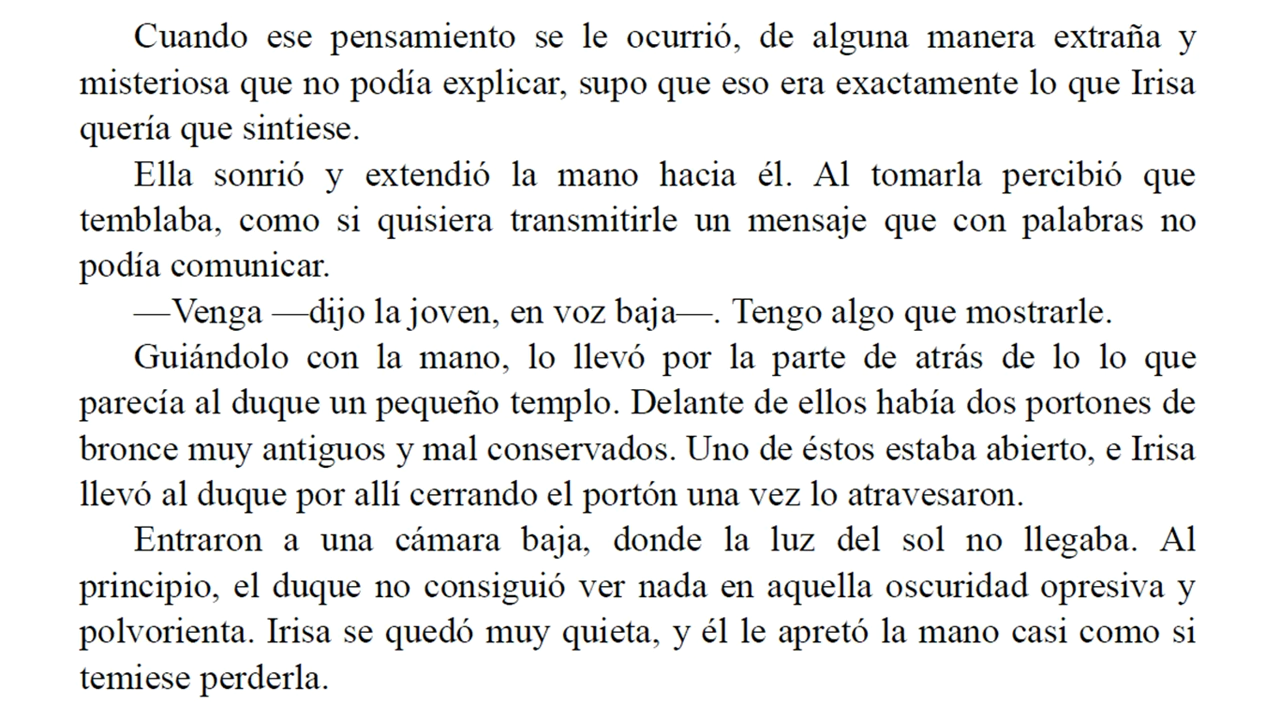 Cuando ese pensamiento se le ocurrió, de alguna manera extraña y
misteriosa que no podía explicar, supo que eso era exactamente lo que Irisa
quería que sintiese.
Ella sonrió y extendió la mano hacia él. Al tomarla percibió que
temblaba, como si quisiera transmitirle un mensaje que con palabras no
podía comunicar.
—Venga —dijo la joven, en voz baja—. Tengo algo que mostrarle.
Guiándolo con la mano, lo llevó por la parte de atrás de lo lo que
parecía al duque un pequeño templo. Delante de ellos había dos portones de
bronce muy antiguos y mal conservados. Uno de éstos estaba abierto, e Irisa
llevó al duque por allí cerrando el portón una vez lo atravesaron.
Entraron a una cámara baja, donde la luz del sol no llegaba. Al
principio, el duque no consiguió ver nada en aquella oscuridad opresiva y
polvorienta. Irisa se quedó muy quieta, y él le apretó la mano casi como si
temiese perderla.